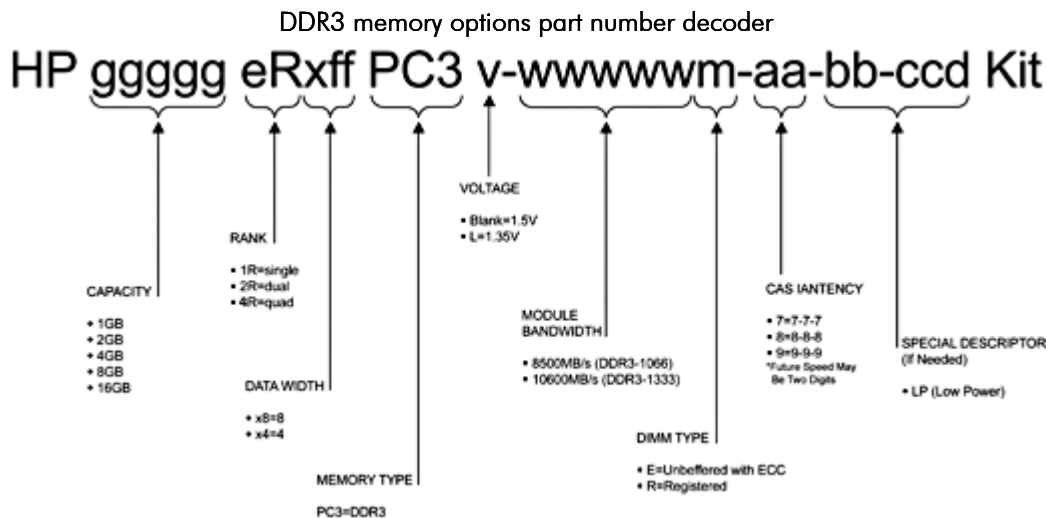 DDR3 memory options part number decoder
HP ggggg eRxff PC3 v-wwwwwm-aa-bb-ccd Kit
VOLTAGE
▪ Blank=1.5V
▪ L=1.35V
RANK
▪ 1R=single
▪ 2R=dual
▪ 4R=quad
CAPACITY
• 1GB
• 2GB
• 4GB
• 8GB
• 16GB
CAS IANTENCY
▪ 7=7-7-7
▪ 8=8-8-8
▪ 9=9-9-9
*Future Speed May
Be Two Digits
MODULE
BANDWIDTH
▪ 8500MB/s (DDR3-1066)
▪ 10600MB/s (DDR3-1333)
SPECIAL DESCRIPTOR
(If Needed)
• LP (Low Power)
DATA WIDTH
• x8=8
• x4=4
DIMM TYPE
• E=Unbeffered with ECC
• R=Registered
MEMORY TYPE
PC3=DDR3